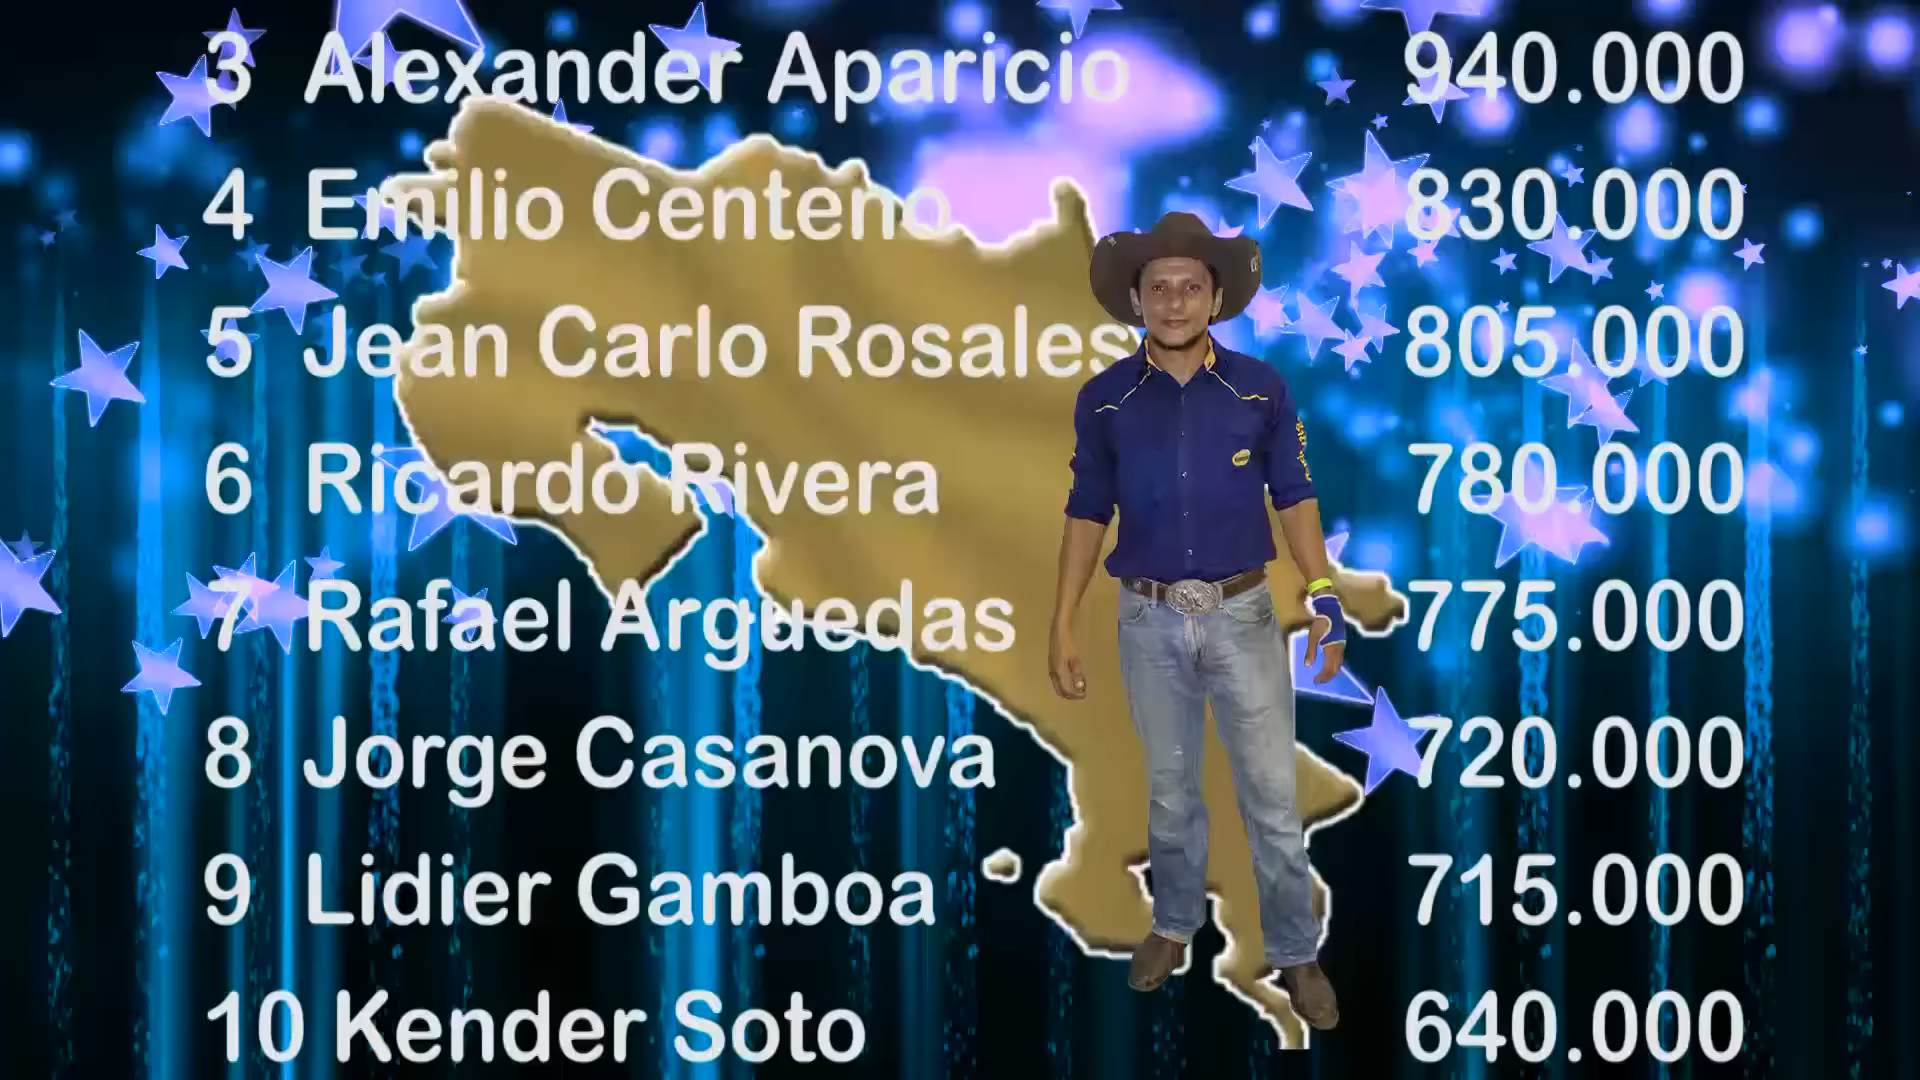 3 Alexander Aparicio 940.000
4 Emilio Centeno 830.000
5 Jean Carlo Rosales 805.000
6 Ricardo Rivera 780.000
7 Rafael Arguedas 775.000
8 Jorge Casanova 720.000
9 Lidier Gamboa 715.000
10 Kender Soto 640.000